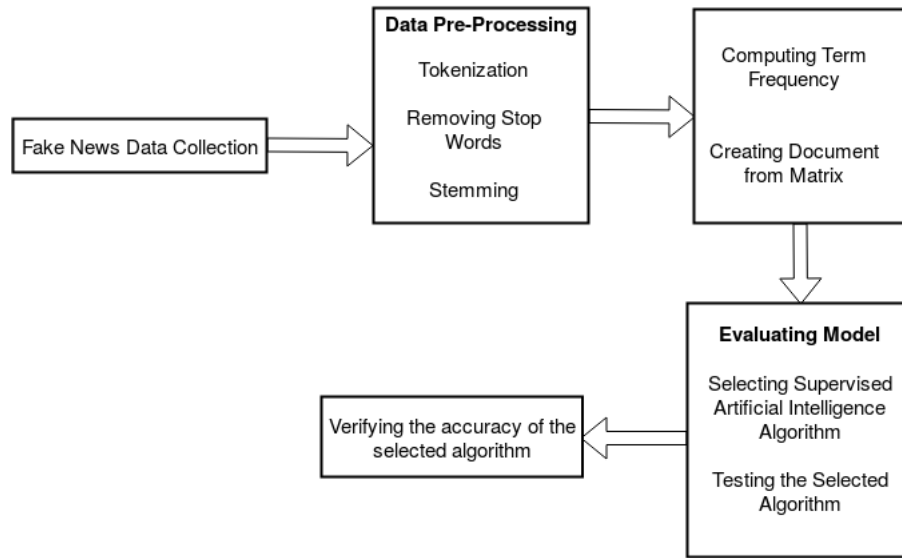 Fake News Data Collection
Data Pre-Processing
Tokenization
Removing Stop
Words
Stemming
Computing Term
Frequency
Creating Document
from Matrix
Evaluating Model
Selecting Supervised
Artificial Intelligence
Algorithm
Testing the Selected
Algorithm
Verifying the accuracy of the
selected algorithm